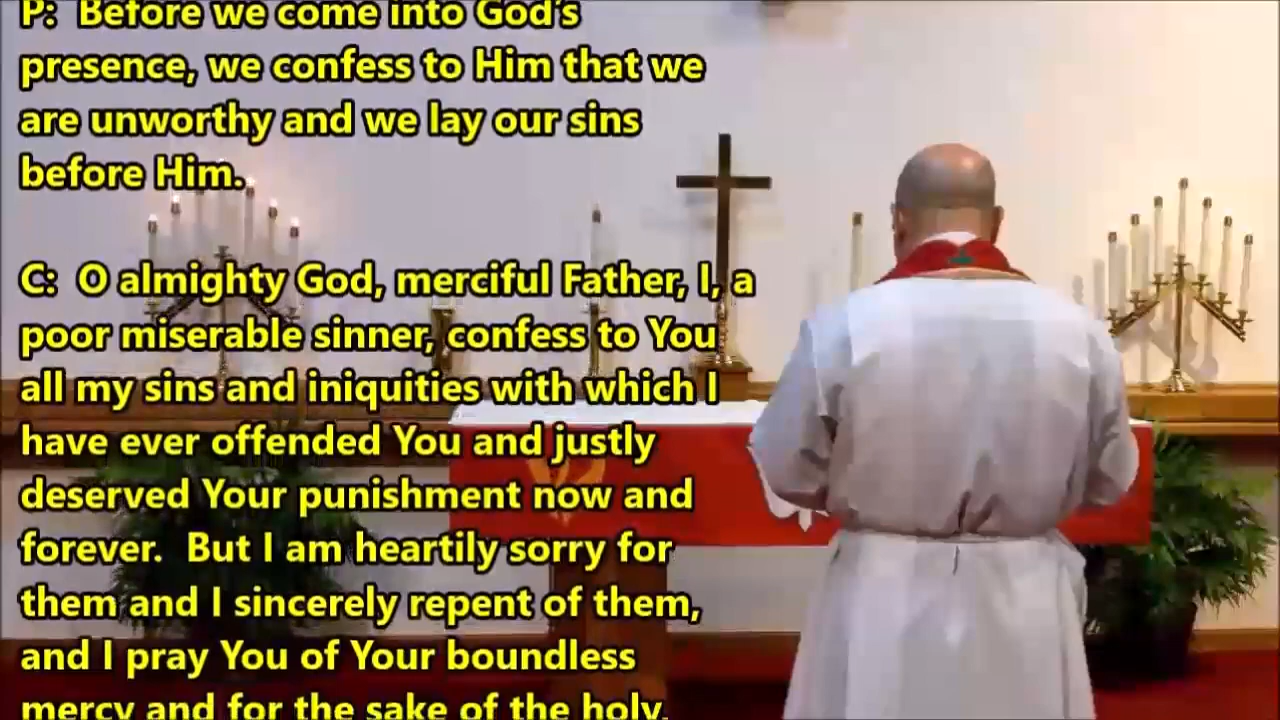 P:  Before we come into God's
presence, we confess to Him that we
are unworthy and we lay our sins
before Him.
C:  O almighty God, merciful Father, I, a
poor miserable sinner, confess to You
all my sins and iniquities with which I
have ever offended You and justly
deserved Your punishment now and
forever.  But I am heartily sorry for
them and I sincerely repent of them,
and I pray You of Your boundless
mercy and for the sake of the holy,